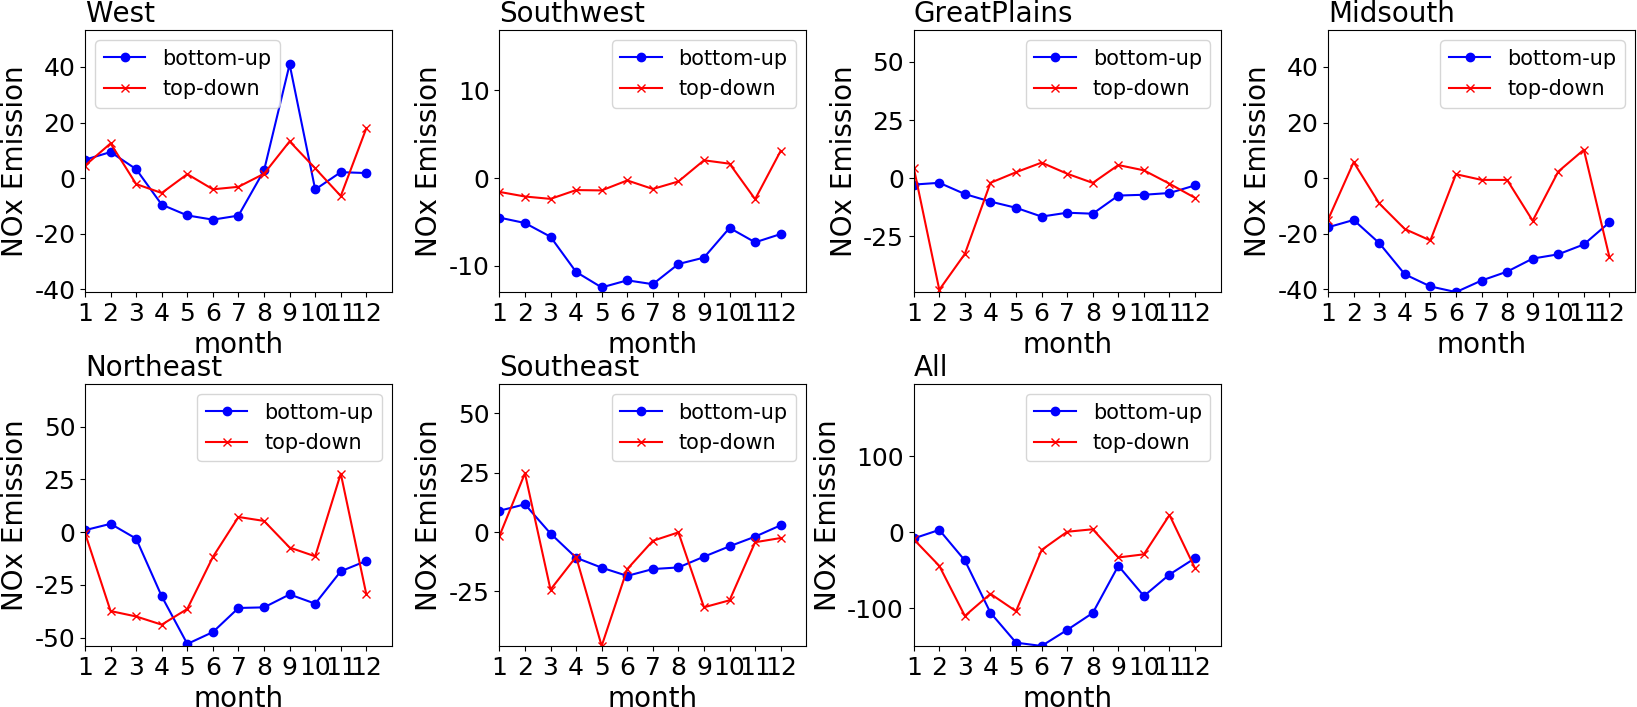 West
NOx Emission
40
20
0
-20
-40
bottom-up
top-down
1 2 3 4 5 6 7 8 9 10 11 12
month
Southwest
NOx Emission
10
0
-10
bottom-up
top-down
1 2 3 4 5 6 7 8 9 10 11 12
month
GreatPlains
NOx Emission
50
25
0
-25
bottom-up
top-down
1 2 3 4 5 6 7 8 9 10 11 12
month
Midsouth
NOx Emission
40
20
0
-20
-40
bottom-up
top-down
1 2 3 4 5 6 7 8 9 10 11 12
month
Northeast
NOx Emission
50
25
0
-25
-50
bottom-up
top-down
1 2 3 4 5 6 7 8 9 10 11 12
month
Southeast
NOx Emission
50
25
0
-25
bottom-up
top-down
1 2 3 4 5 6 7 8 9 10 11 12
month
All
NOx Emission
100
0
-100
bottom-up
top-down
1 2 3 4 5 6 7 8 9 10 11 12
month